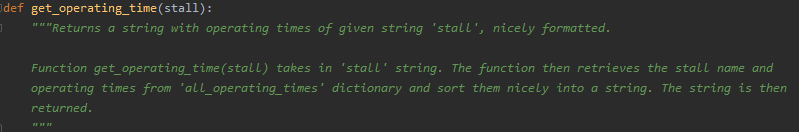 def get_operating_time(stall):
"""Returns a string with operating times of given string 'stall', nicely formatted.
Function get_operating_time(stall) takes in 'stall' string. The function then retrieves the stall name and
operating times from 'all_operating_times' dictionary and sort them nicely into a string. The string is then
returned.
"""